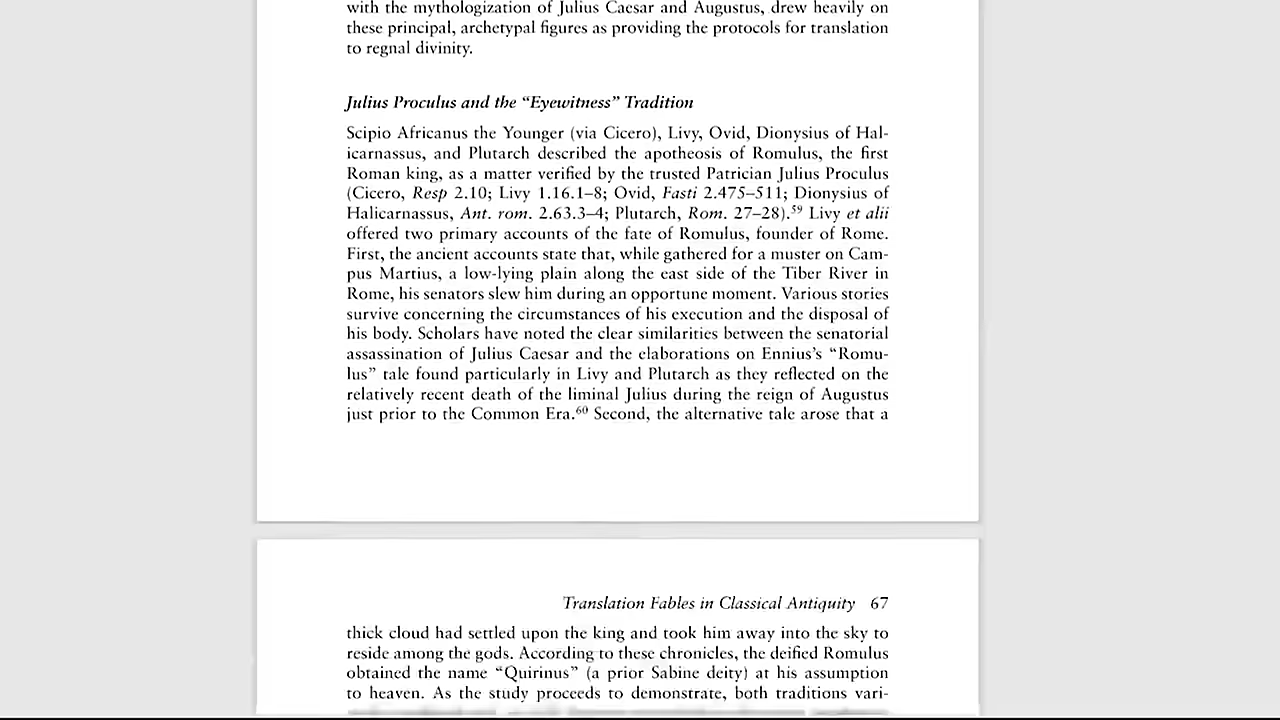 with the mythologization of Julius Caesar and Augustus, drew heavily on
these principal, archetypal figures as providing the protocols for translation
to regnal divinity.
Julius Proculus and the “Eyewitness” Tradition
Scipio Africanus the Younger (via Cicero), Livy, Ovid, Dionysius of Hal-
icarnassus, and Plutarch described the apotheosis of Romulus, the first
Roman king, as a matter verified by the trusted Patrician Julius Proculus
(Cicero, Resp 2.10; Livy 1.16.1–8; Ovid, Fasti 2.475–511; Dionysius of
Halicarnassus, Ant. rom. 2.63.3–4; Plutarch, Rom. 27–28).59 Livy et alii
offered two primary accounts of the fate of Romulus, founder of Rome.
First, the ancient accounts state that, while gathered for a muster on Cam-
pus Martius, a low-lying plain along the east side of the Tiber River in
Rome, his senators slew him during an opportune moment. Various stories
survive concerning the circumstances of his execution and the disposal of
his body. Scholars have noted the clear similarities between the senatorial
assassination of Julius Caesar and the elaborations on Ennius’s “Romu-
lus” tale found particularly in Livy and Plutarch as they reflected on the
relatively recent death of the liminal Julius during the reign of Augustus
just prior to the Common Era.60 Second, the alternative tale arose that a
Translation Fables in Classical Antiquity 67
thick cloud had settled upon the king and took him away into the sky to
reside among the gods. According to these chronicles, the deified Romulus
obtained the name “Quirinus” (a prior Sabine deity) at his assumption
to heaven. As the study proceeds to demonstrate, both traditions vari-